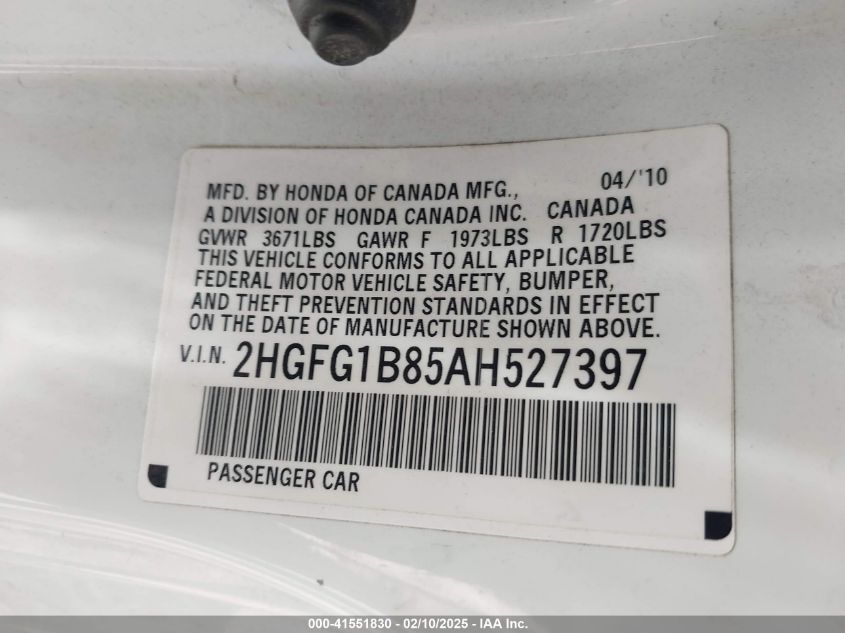 04/'10
MFD. BY HONDA OF CANADA MFG.,
A DIVISION OF HONDA CANADA INC. CANADA
GVWR 3671LBS GAWR F 1973LBS R 1720LBS
THIS VEHICLE CONFORMS TO ALL APPLICABLE
FEDERAL MOTOR VEHICLE SAFETY, BUMPER,
AND THEFT PREVENTION STANDARDS IN EFFECT
ON THE DATE OF MANUFACTURE SHOWN ABOVE.
V.I.N. 2HGFG1B85AH527397
PASSENGER CAR
000-41551830 - 02/10/2025 - IAA Inc.